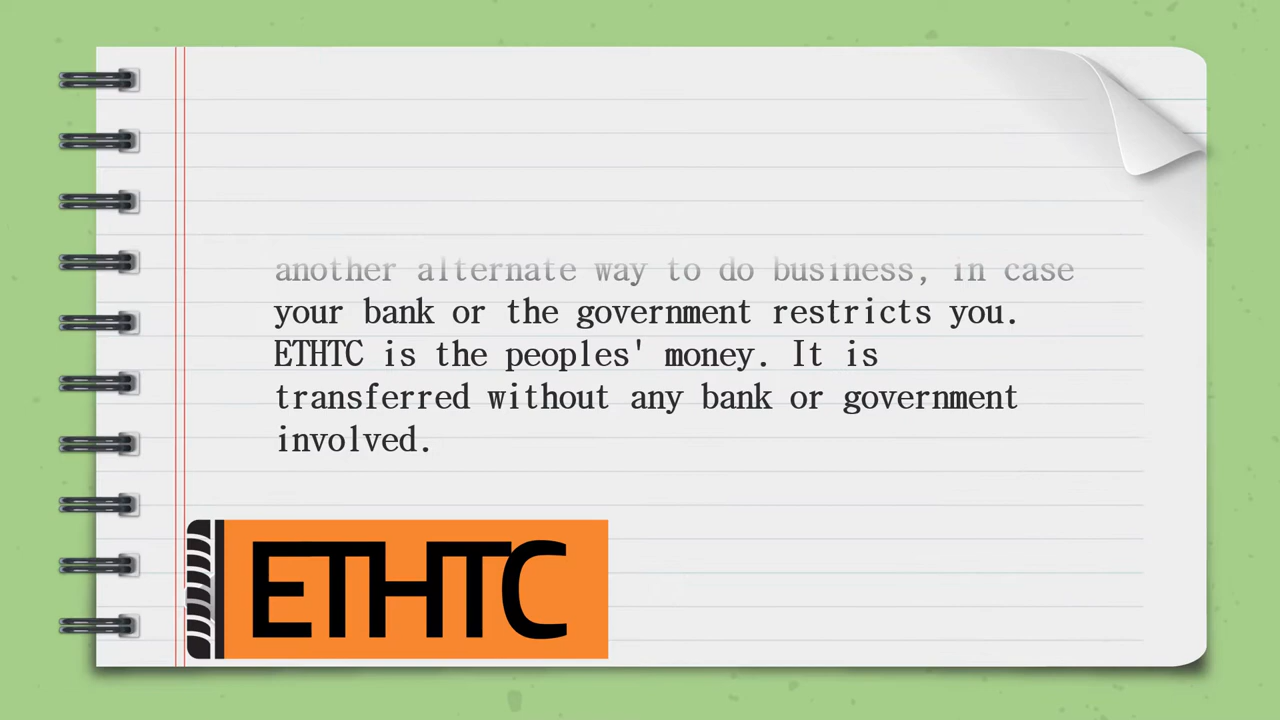 another alternate way to do business, in case
your bank or the government restricts you.
ETHTC is the peoples' money. It is
transferred without any bank or government
involved.
ETHTC